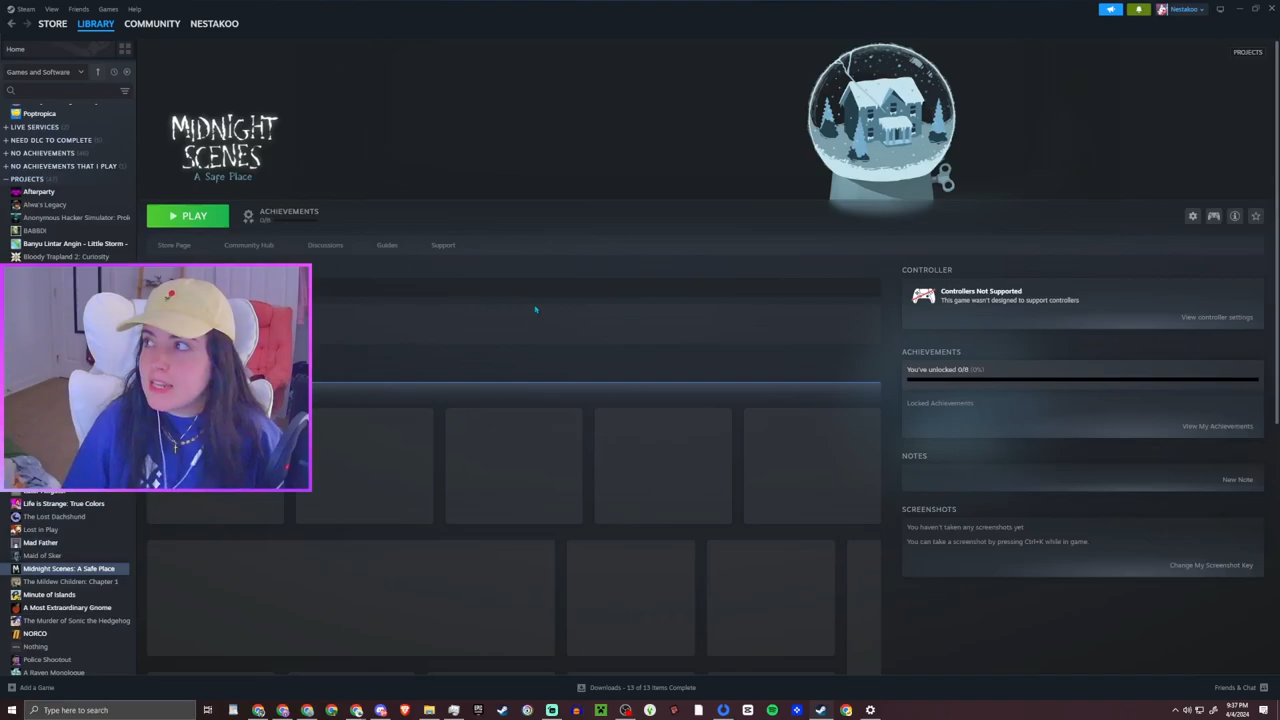 Steam View Friends Games Help
Nestakoo
STORE LIBRARY COMMUNITY NESTAKOO
Home
PROJECTS
Games and Software
Poptropica
LIVE SERVICES
NEED DLC TO COMPLETE
NO ACHIEVEMENTS
NO ACHIEVEMENTS THAT I PLAY
PROJECTS
Afterparty
Alwa's Legacy
Anonymous Hacker Simulator: Prol
BABBDI
Banyu Lintar Angin - Little Storm -
Bloody Trapland 2: Curiosity
MIDNIGHT
SCENES
A Safe Place
PLAY
ACHIEVEMENTS
0/8
Store Page Community Hub Discussions Guides Support
CONTROLLER
Controllers Not Supported
This game wasn't designed to support controllers
View controller settings
ACHIEVEMENTS
You've unlocked 0/8 (0%)
Locked Achievements
View My Achievements
NOTES
New Note
SCREENSHOTS
You haven't taken any screenshots yet
You can take a screenshot by pressing Ctrl+K while in game.
Change My Screenshot Key
Life is Strange: True Colors
The Lost Dachshund
Lost in Play
Mad Father
Maid of Sker
Midnight Scenes: A Safe Place
The Mildew Children: Chapter 1
Minute of Islands
A Most Extraordinary Gnome
The Murder of Sonic the Hedgehog
NORCO
Nothing
Police Shootout
A Raven Monologue
Add a Game
Downloads - 13 of 13 Items Complete
Friends & Chat
Type here to search
9:37 PM
4/4/2024